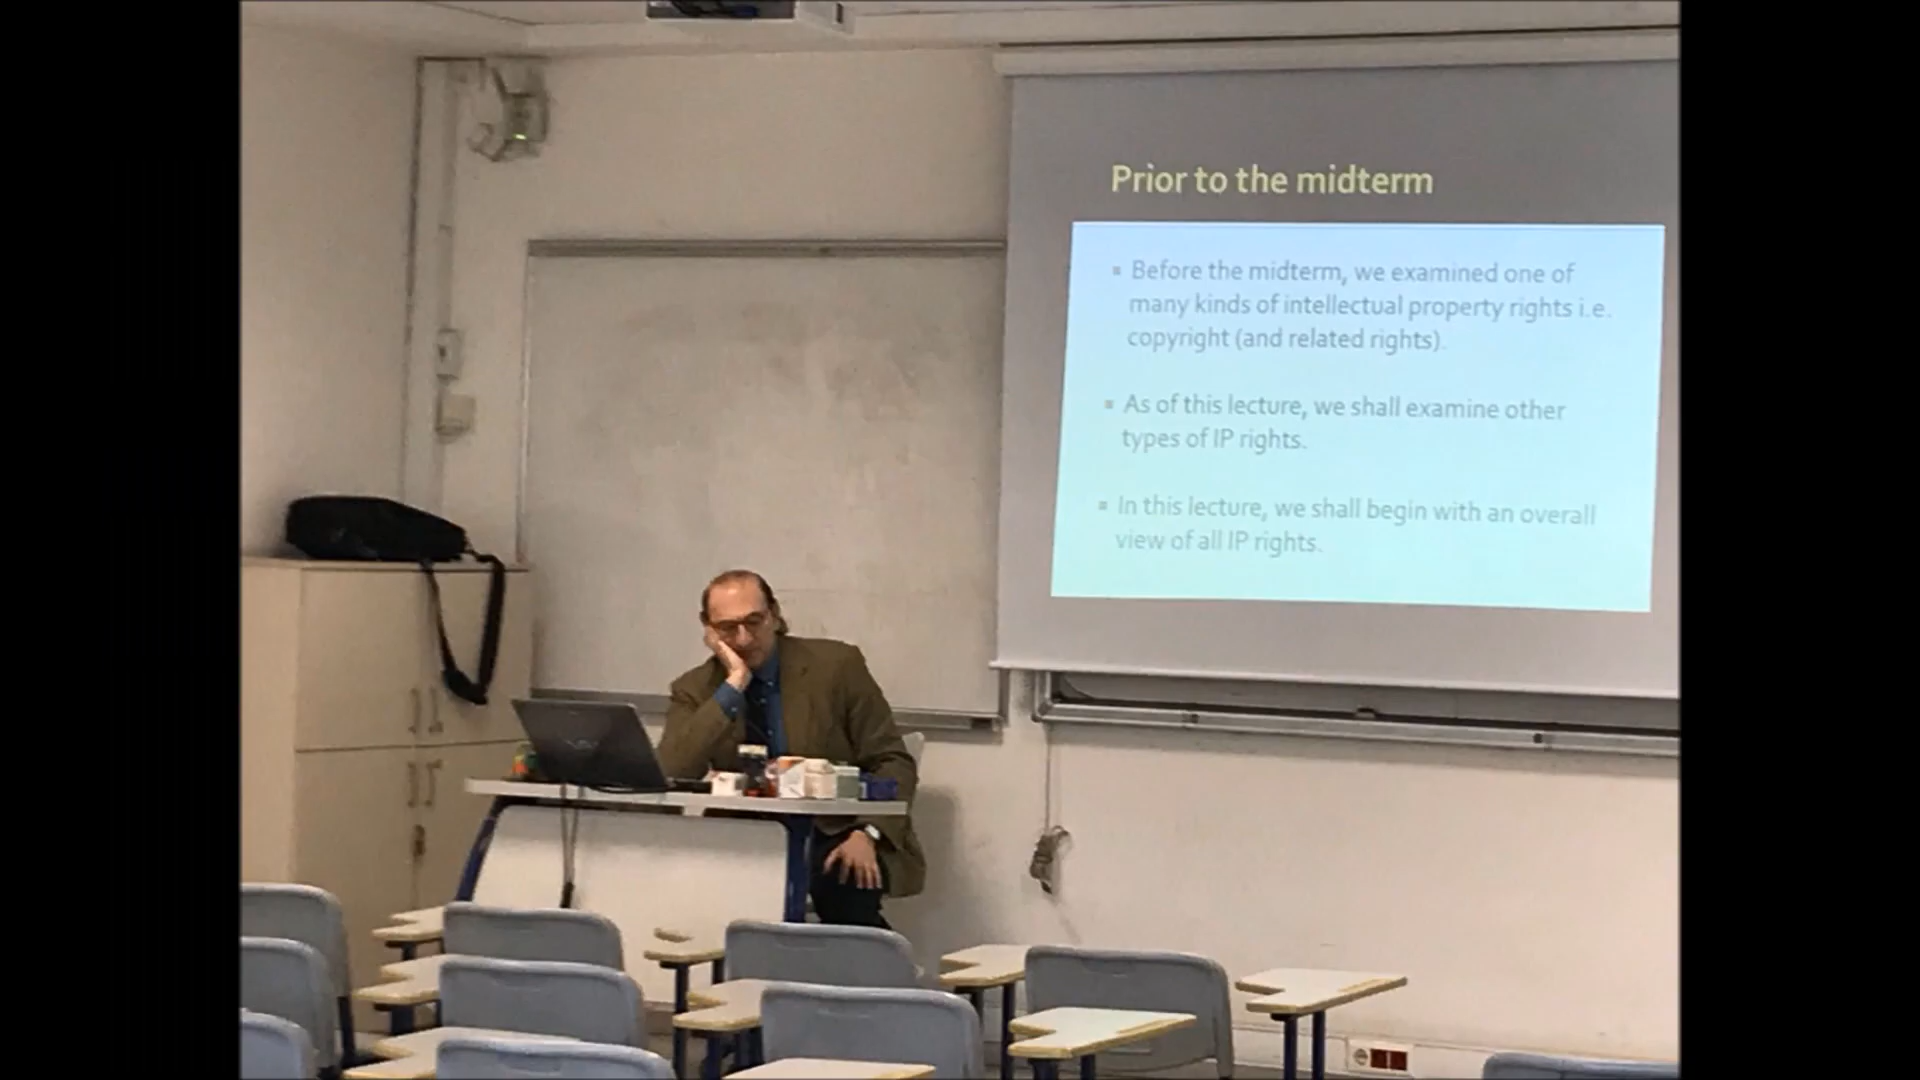 Prior to the midterm
▪ Before the midterm, we examined one of
many kinds of intellectual property rights i.e.
copyright (and related rights).
▪ As of this lecture, we shall examine other
types of IP rights.
▪ In this lecture, we shall begin with an overall
view of all IP rights.
VAIO